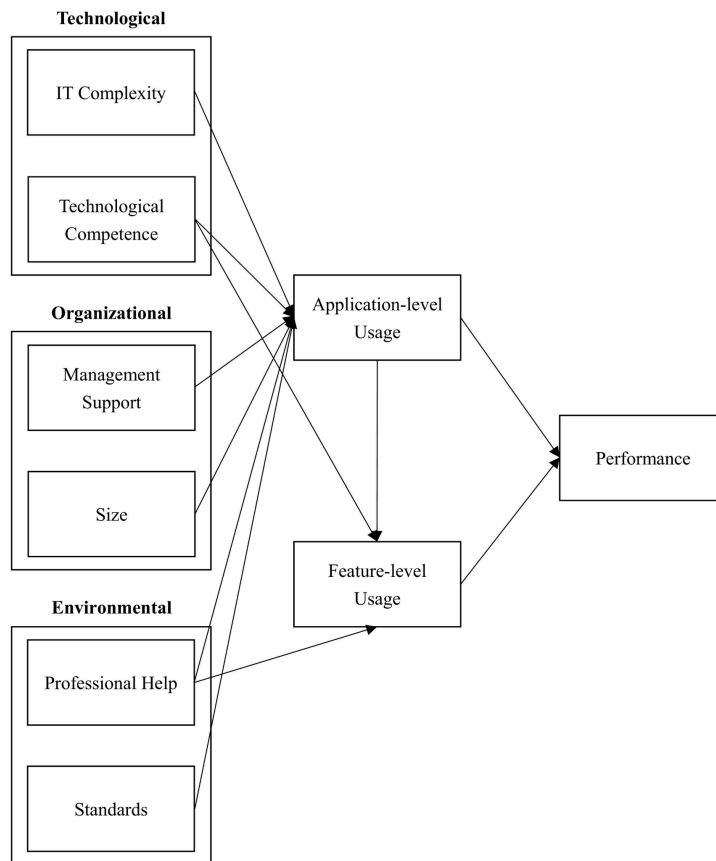 Technological
IT Complexity
Technological
Competence
Organizational
Management
Support
Size
Environmental
Professional Help
Standards
Application-level
Usage
Feature-level
Usage
Performance